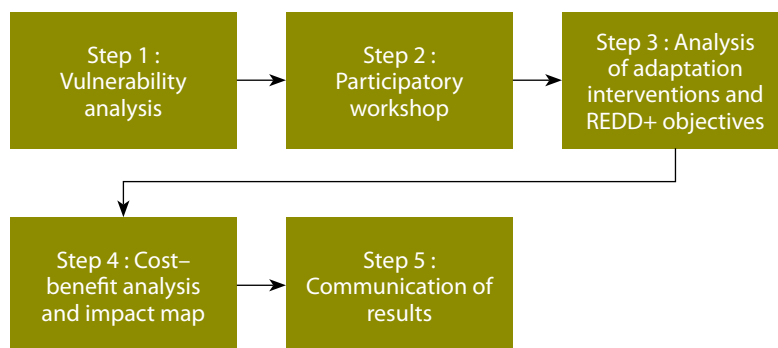 Step 1 :
Vulnerability
analysis
Step 2 :
Participatory
workshop
Step 3 : Analysis
of adaptation
interventions and
REDD+ objectives
Step 4 : Cost–
benefit analysis
and impact map
Step 5 :
Communication of
results